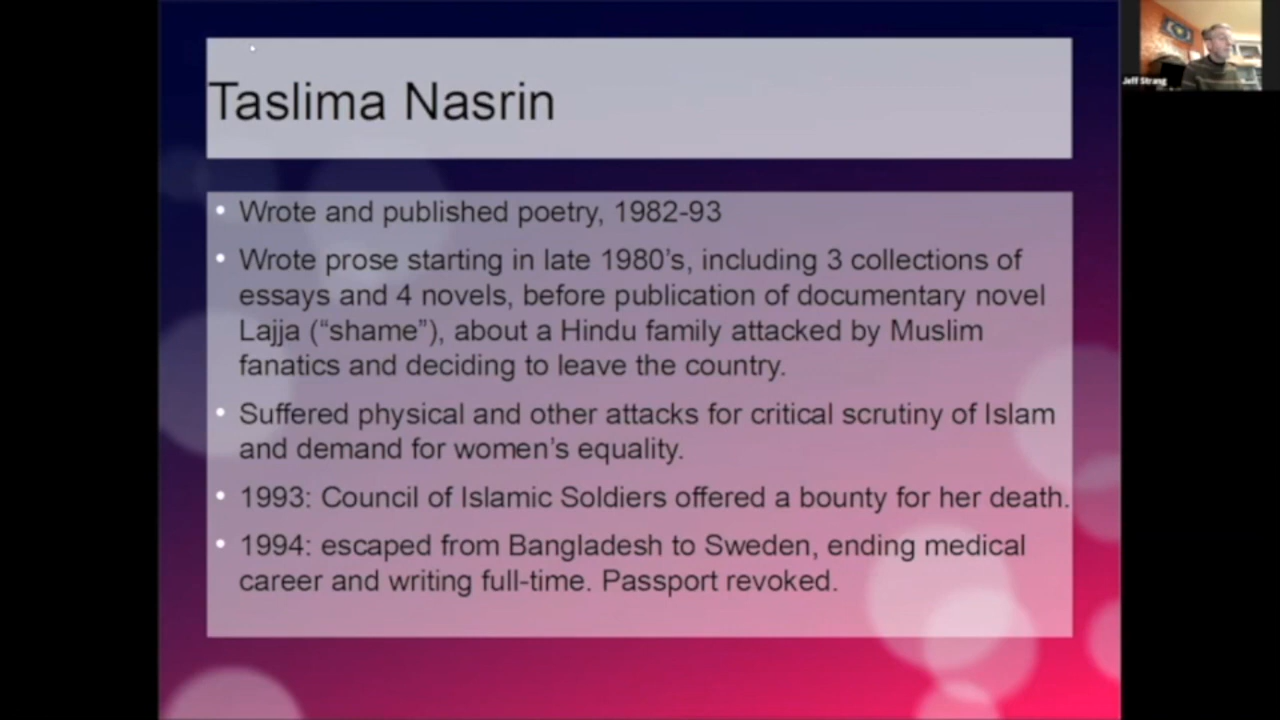 Taslima Nasrin
Jeff Strang
• Wrote and published poetry, 1982-93
• Wrote prose starting in late 1980’s, including 3 collections of
essays and 4 novels, before publication of documentary novel
Lajja (“shame”), about a Hindu family attacked by Muslim
fanatics and deciding to leave the country.
• Suffered physical and other attacks for critical scrutiny of Islam
and demand for women’s equality.
• 1993: Council of Islamic Soldiers offered a bounty for her death.
• 1994: escaped from Bangladesh to Sweden, ending medical
career and writing full-time. Passport revoked.